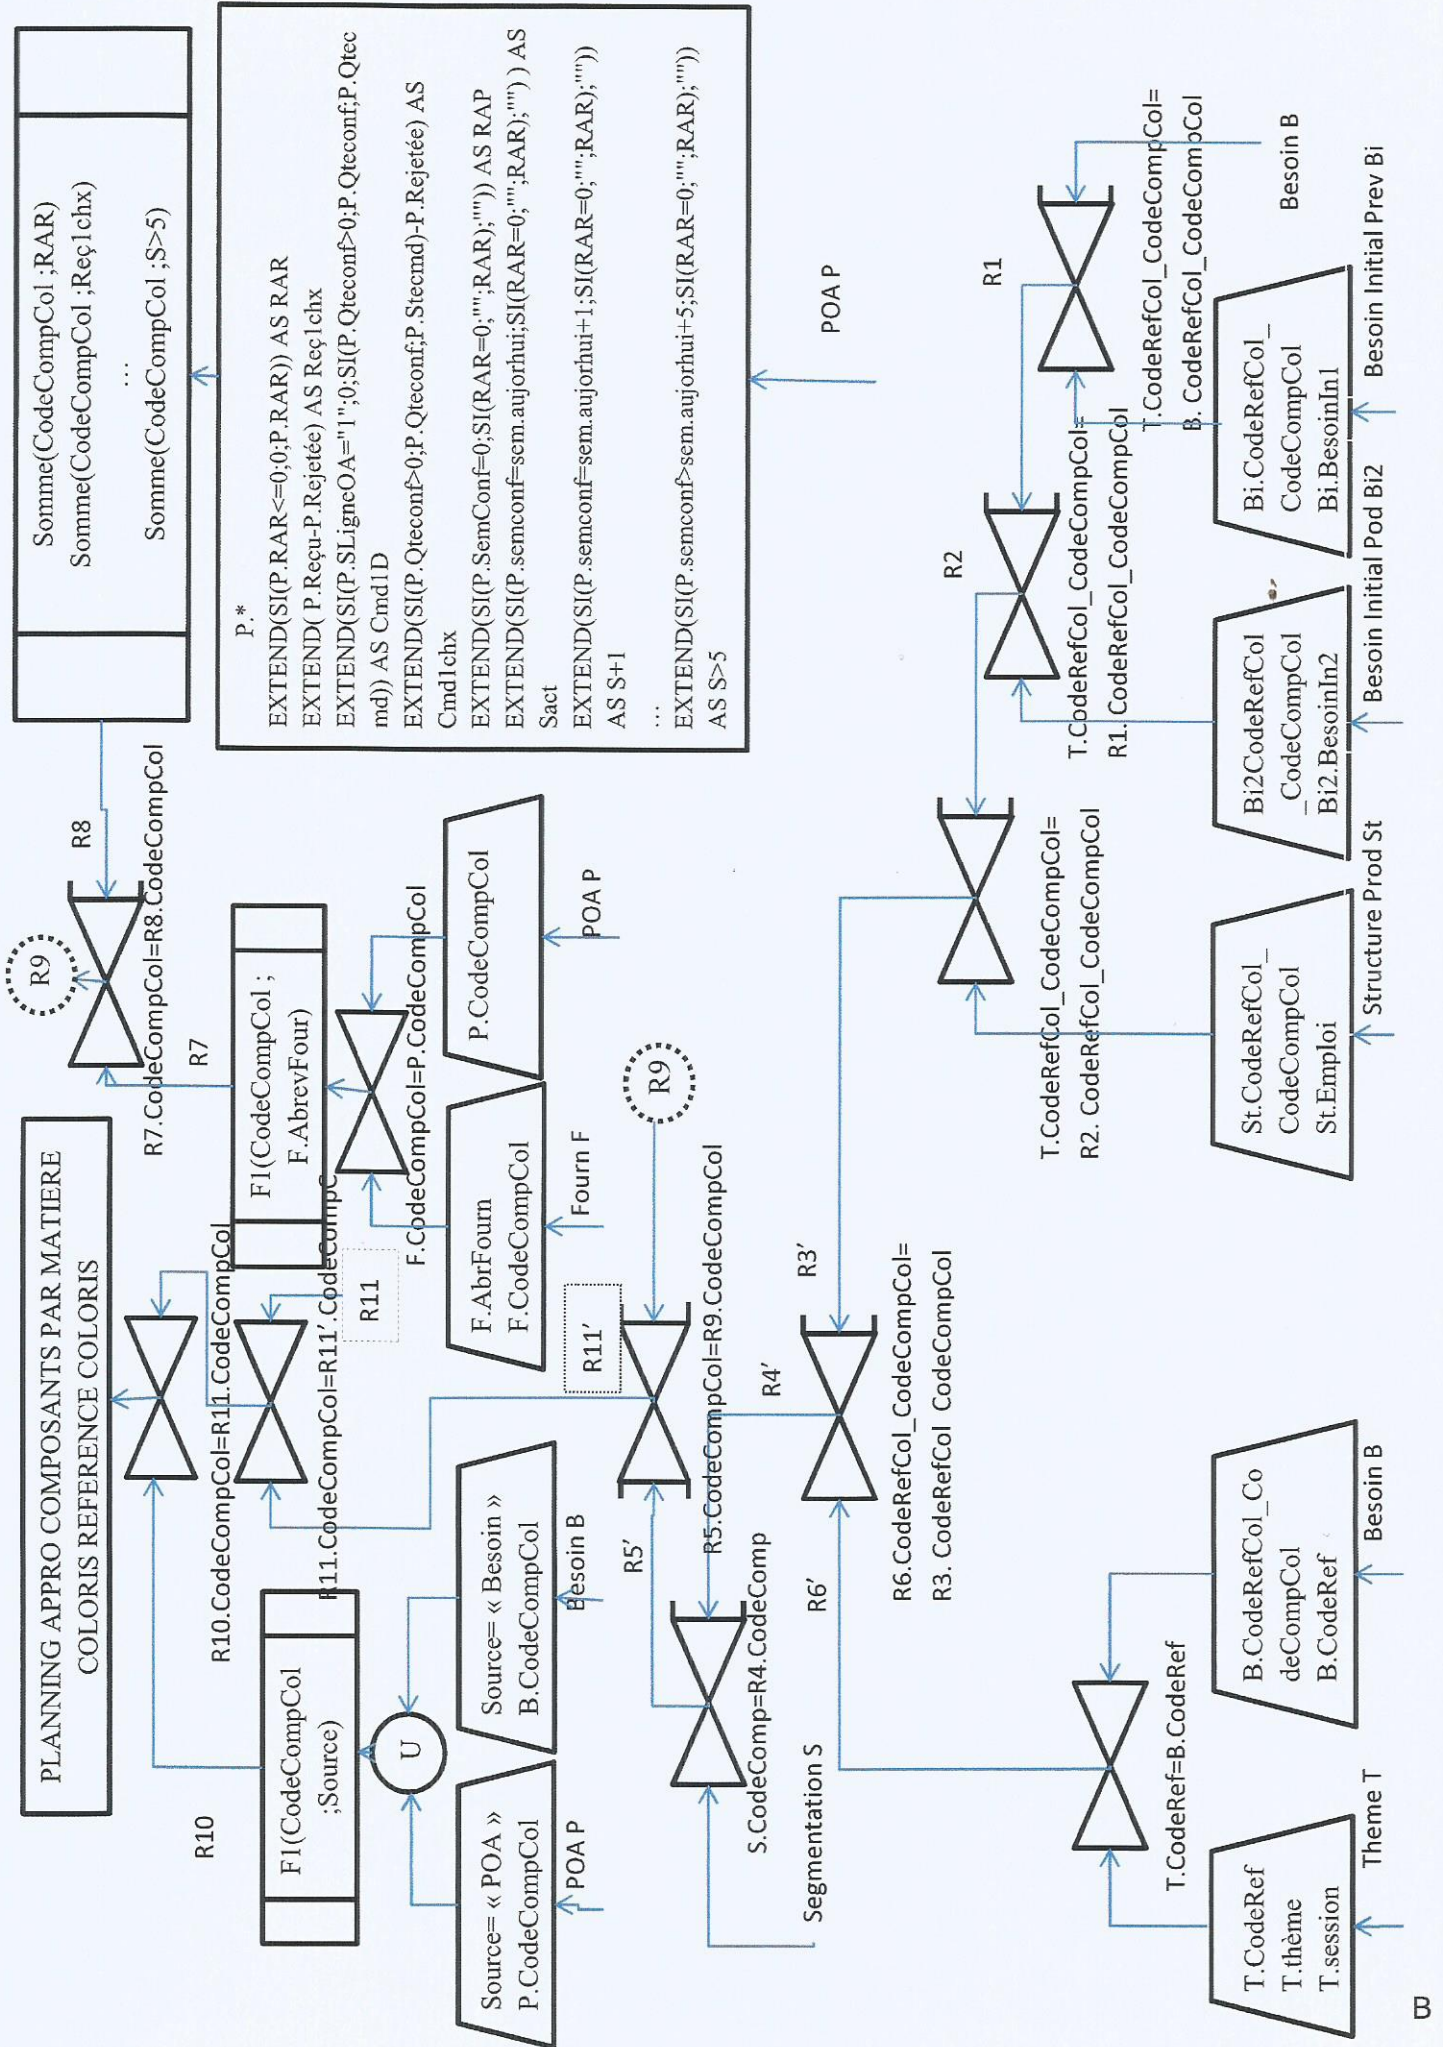 PLANNING APPRO COMPOSANTS PAR MATIERE
COLORIS REFERENCE COLORIS
R10
F1(CodeCompCol
;Source)
U
Source= « POA »
P.CodeCompCol
POA P
Source= « Besoin »
B.CodeCompCol
Besoin B
R10.CodeCompCol=R11.CodeCompCol
R11.CodeCompCol=R11'.CodeCompC
R11
R7
F1(CodeCompCol ;
F.AbrevFour)
F.CodeCompCol=P.CodeCompCol
F.AbrFourn
F.CodeCompCol
Fourn F
P.CodeCompCol
POA P
R9
R7.CodeCompCol=R8.CodeCompCol
R8
Somme(CodeCompCol ;RAR)
Somme(CodeCompCol ;Reç1chx)
…
Somme(CodeCompCol ;S>5)
P.*
EXTEND(SI(P.RAR<=0;0;P.RAR)) AS RAR
EXTEND( P.Reçu-P.Rejetée) AS Reç1chx
EXTEND(SI(P.SLigneOA="1";0;SI(P.Qteconf>0;P.Qteconf;P.Qtec
md)) AS Cmd1D
EXTEND(SI(P.Qteconf>0;P.Qteconf;P.Stecmd)-P.Rejetée) AS
Cmd1chx
EXTEND(SI(P.SemConf=0;SI(RAR=0;"";RAR);"")) AS RAP
EXTEND(SI(P.semconf=sem.aujorhui;SI(RAR=0;"";RAR);"") ) AS
Sact
EXTEND(SI(P.semconf=sem.aujorhui+1;SI(RAR=0;"";RAR);""))
AS S+1
…
EXTEND(SI(P.semconf>sem.aujorhui+5;SI(RAR=0;"";RAR);""))
AS S>5
POA P
R11'
R9
R5'
R5.CodeCompCol=R9.CodeCompCol
S.CodeComp=R4.CodeComp
Segmentation S
R4'
R6'
R3'
R6.CodeRefCol_CodeCompCol=
R3. CodeRefCol CodeCompCol
T.CodeRef=B.CodeRef
T.CodeRef
T.thème
T.session
Theme T
B.CodeRefCol_Co
deCompCol
B.CodeRef
Besoin B
T.CodeRefCol_CodeCompCol=
R2. CodeRefCol_CodeCompCol
St.CodeRefCol_
CodeCompCol
St.Emploi
Structure Prod St
R2
T.CodeRefCol_CodeCompCol=
R1. CodeRefCol_CodeCompCol
Bi2CodeRefCol
_CodeCompCol
Bi2.BesoinIn2
Besoin Initial Pod Bi2
R1
T.CodeRefCol_CodeCompCol=
B. CodeRefCol_CodeCompCol
Bi.CodeRefCol_
CodeCompCol
Bi.BesoinIn1
Besoin Initial Prev Bi
Besoin B
B